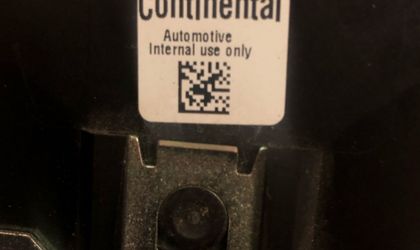 Continental
Automotive
Internal use only